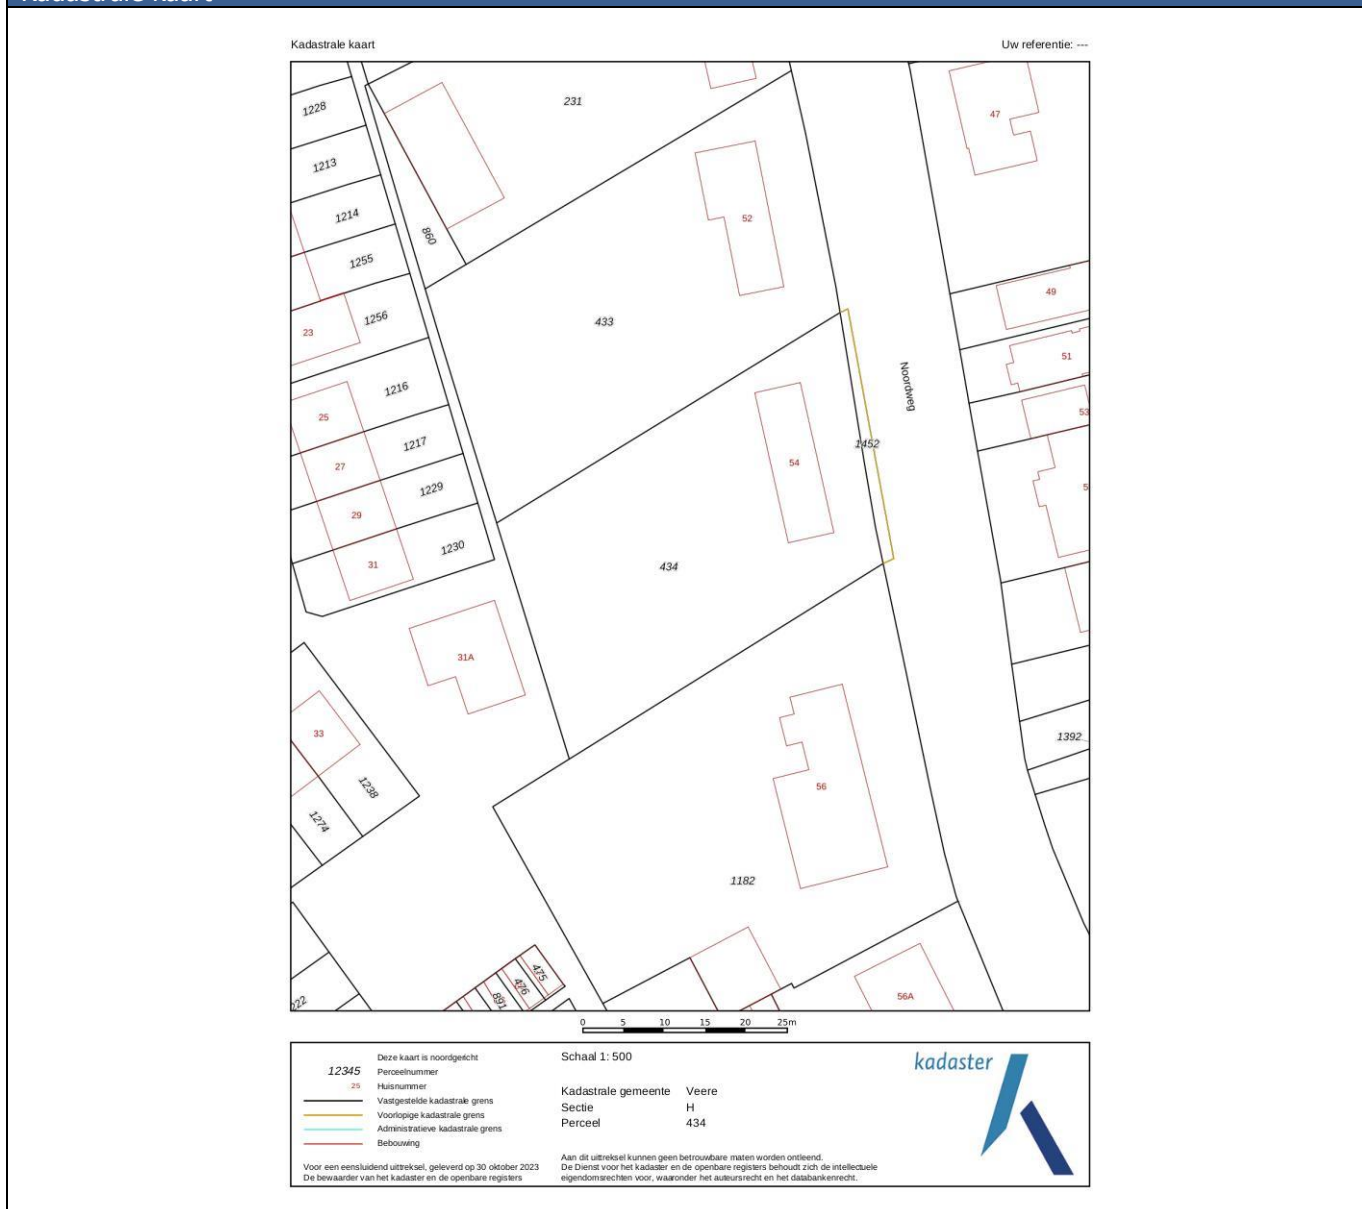 Kadastrale kaart
Uw referentie: ---
231
47
1228
1213
52
1214
860
1255
49
433
1256
23
51
Noordweg
1216
25
53
1217
1452
27
54
1229
29
1230
31
434
31A
33
1392
1238
56
1274
1182
475
476
891
56A
0 5 10 15 20 25m
Deze kaart is noordgericht
12345 Perceelnummer
25 Huisnummer
Vastgestelde kadastrale grens
Voorlopige kadastrale grens
Administratieve kadastrale grens
Bebouwing
Voor een eensluidend uittreksel, geleverd op 30 oktober 2023
De bewaarder van het kadaster en de openbare registers
Schaal 1: 500
Kadastrale gemeente Veere
Sectie H
Perceel 434
Aan dit uittreksel kunnen geen betrouwbare maten worden ontleend.
De Dienst voor het kadaster en de openbare registers behoudt zich de intellectuele
eigendomsrechten voor, waaronder het auteursrecht en het databankenrecht.
kadaster